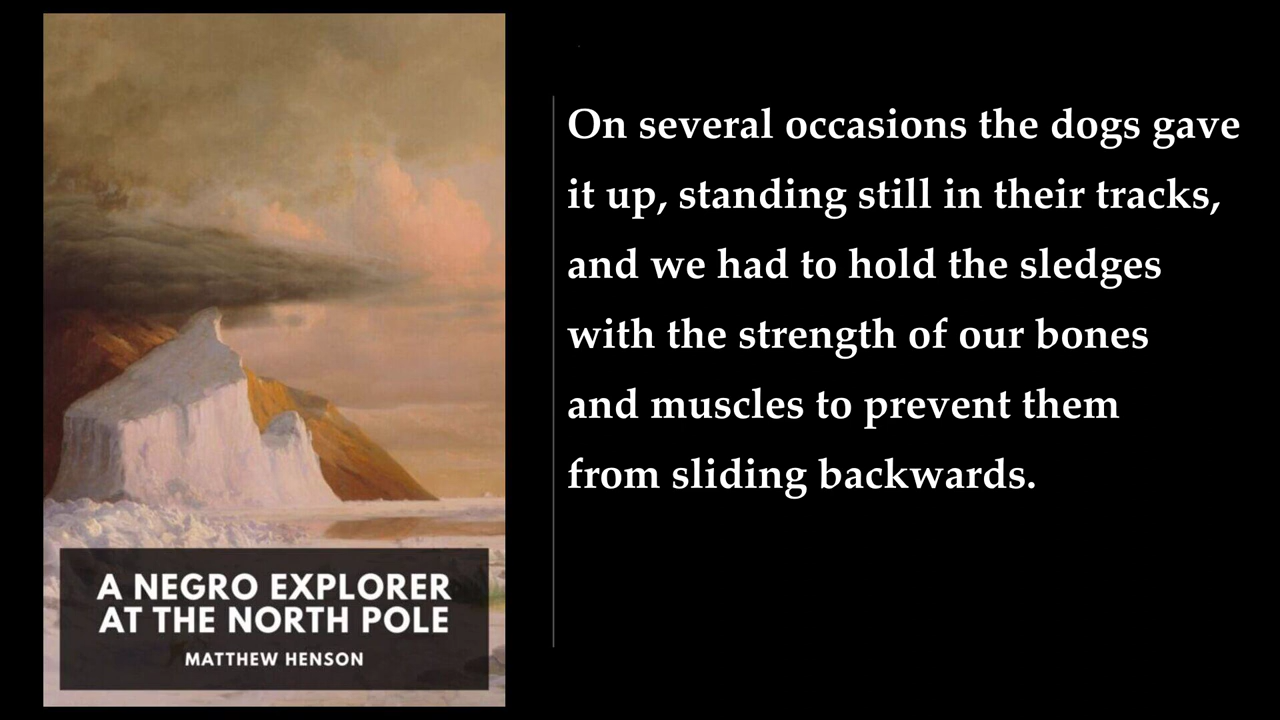 On several occasions the dogs gave
it up, standing still in their tracks,
and we had to hold the sledges
with the strength of our bones
and muscles to prevent them
from sliding backwards.
A NEGRO EXPLORER
AT THE NORTH POLE
MATTHEW HENSON